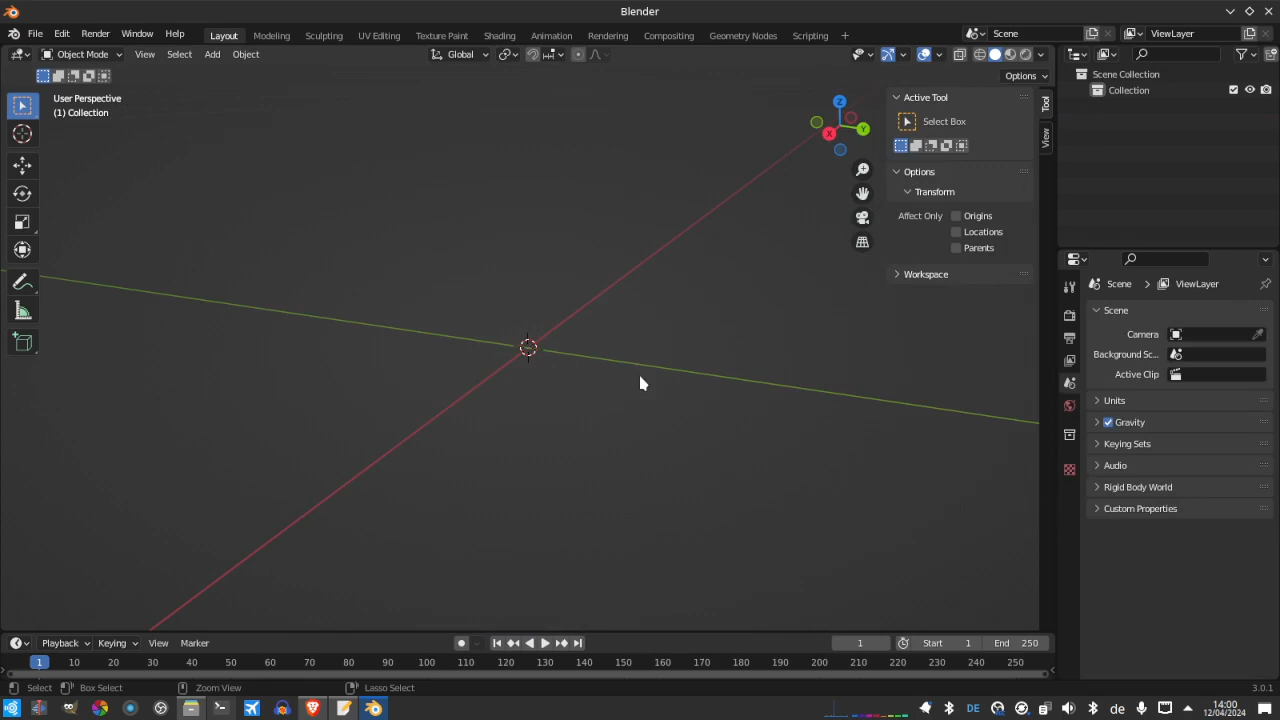 Blender
File Edit Render Window Help Layout Modeling Sculpting UV Editing Texture Paint Shading Animation Rendering Compositing Geometry Nodes Scripting + Scene ViewLayer
Object Mode View Select Add Object Global
Options
User Perspective
(1) Collection
Z
Y
X
Active Tool
Select Box
Options
Transform
Affect Only Origins
Locations
Parents
Workspace
Tool
View
Scene Collection
Collection
Scene ViewLayer
Scene
Camera
Background Sc...
Active Clip
Units
Gravity
Keying Sets
Audio
Rigid Body World
Custom Properties
Playback Keying View Marker 1 Start 1 End 250
1 10 20 30 40 50 60 70 80 90 100 110 120 130 140 150 160 170 180 190 200 210 220 230 240 250
Select Box Select Zoom View Lasso Select 3.0.1
DE de 14:00
12/04/2024